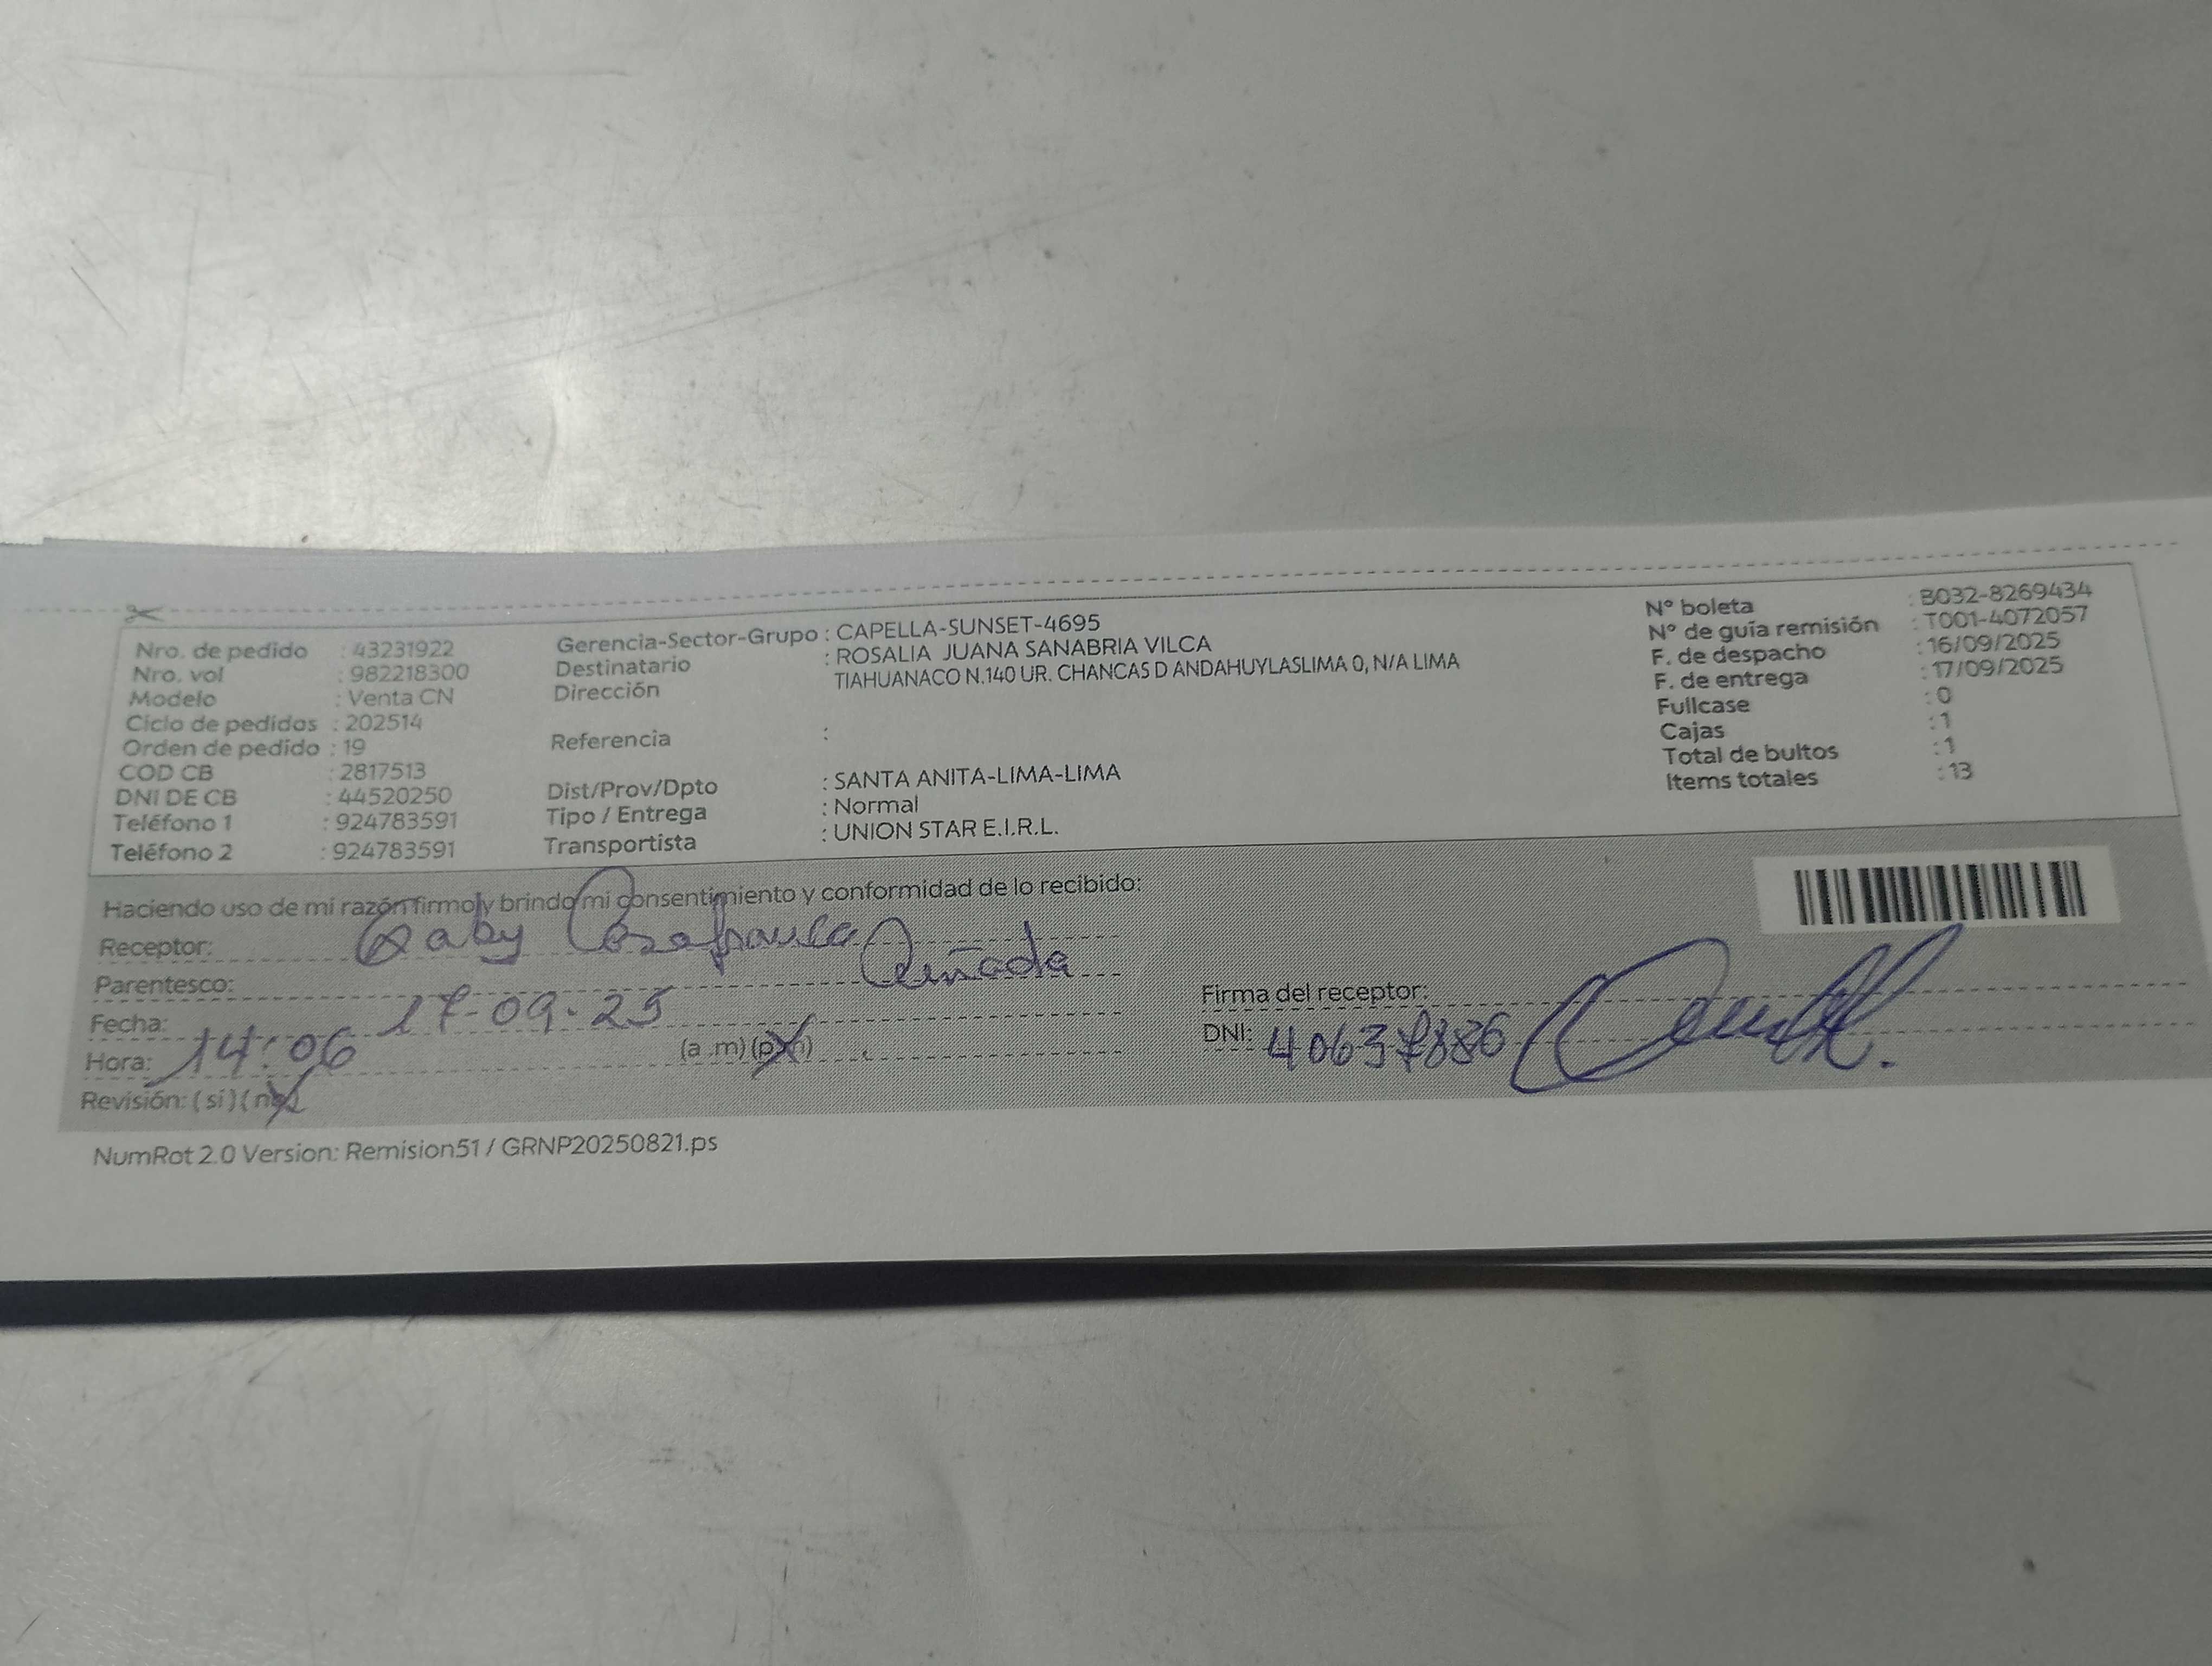 Nro. de pedido : 43231922
Nro. vol : 982218300
Modelo : Venta CN
Ciclo de pedidos : 202514
Orden de pedido : 19
COD CB : 2817513
DNI DE CB : 44520250
Teléfono 1 : 924783591
Teléfono 2 : 924783591
Gerencia-Sector-Grupo : CAPELLA-SUNSET-4695
Destinatario : ROSALIA JUANA SANABRIA VILCA
Dirección TIAHUANACO N.140 UR. CHANCAS D ANDAHUYLASLIMA 0, N/A LIMA
Referencia :
Dist/Prov/Dpto : SANTA ANITA-LIMA-LIMA
Tipo / Entrega : Normal
Transportista : UNION STAR E.I.R.L.
N° boleta : B032-8269434
N° de guía remisión : T001-4072057
F. de despacho : 16/09/2025
F. de entrega : 17/09/2025
Fullcase : 0
Cajas : 1
Total de bultos : 1
Items totales : 13
Haciendo uso de mi razón firmo y brindo mi consentimiento y conformidad de lo recibido:
Receptor: Gaby
Parentesco: Cuñada
Fecha: 17-09-25
Hora: 14:06 (a .m) (p.m)
Revisión: ( si ) ( no )
Firma del receptor:
DNI: 40637886
NumRot 2.0 Version: Remision51 / GRNP20250821.ps